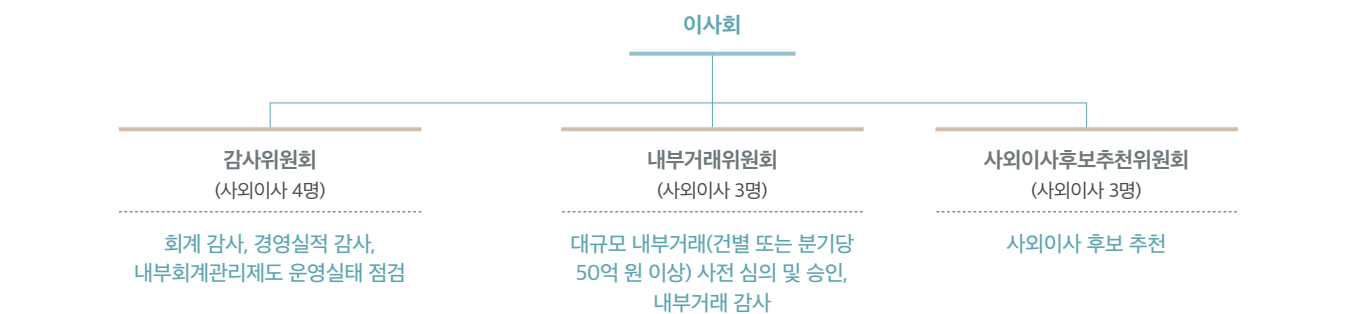 이사회
감사위원회
(사외이사 4명)
회계 감사, 경영실적 감사,
내부회계관리제도 운영실태 점검
내부거래위원회
(사외이사 3명)
대규모 내부거래(건별 또는 분기당
50억 원 이상) 사전 심의 및 승인,
내부거래 감사
사외이사후보추천위원회
(사외이사 3명)
사외이사 후보 추천